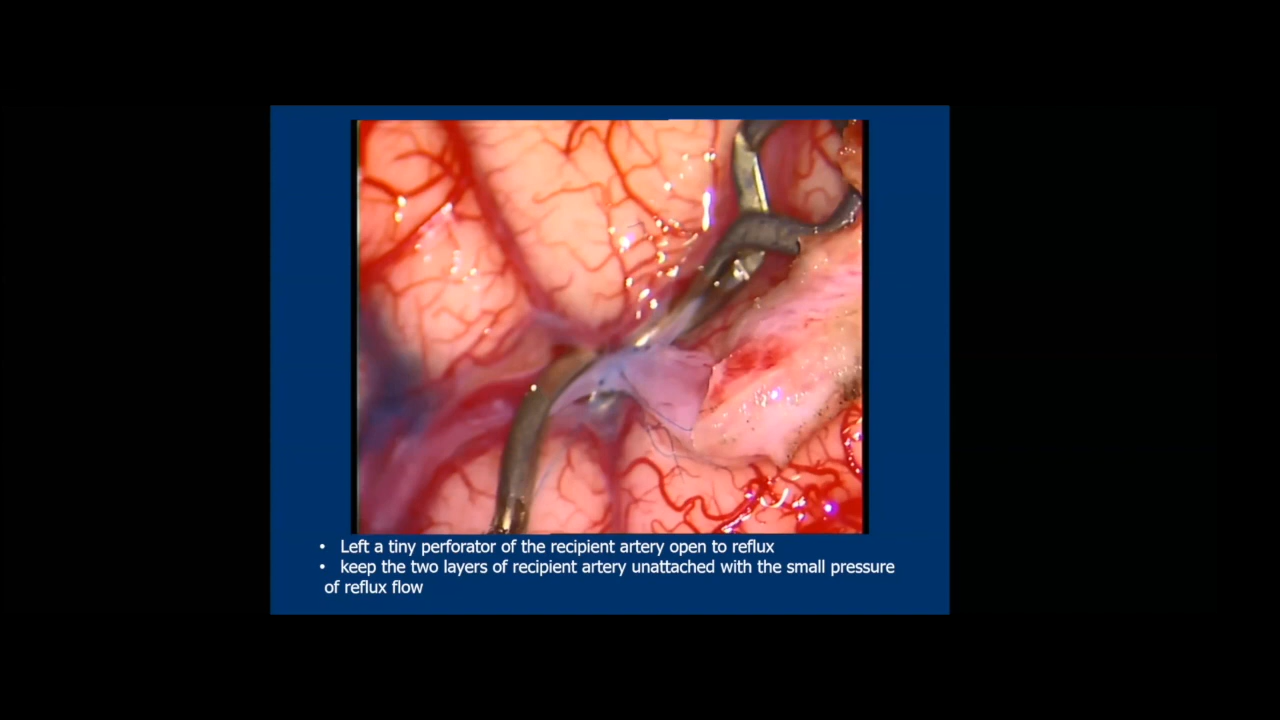 • Left a tiny perforator of the recipient artery open to reflux
• keep the two layers of recipient artery unattached with the small pressure
of reflux flow